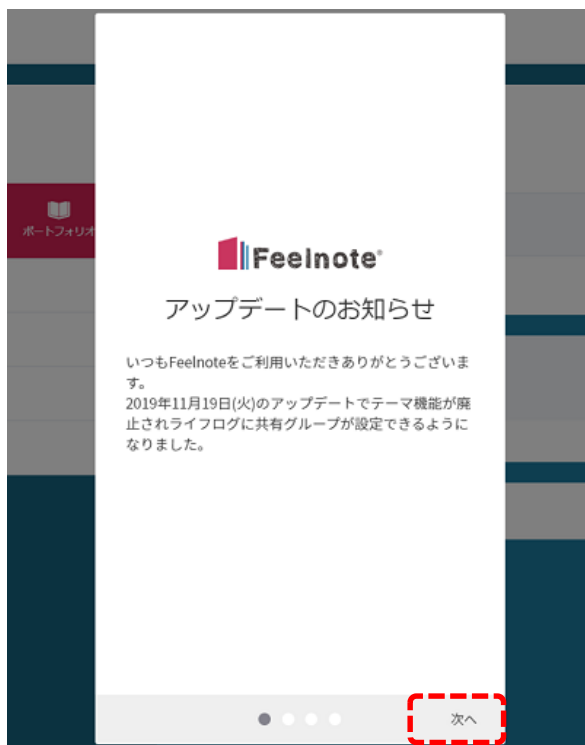 ポートフォリオ
Feelnote
アップデートのお知らせ
いつもFeelnoteをご利用いただきありがとうございま
す。
2019年11月19日(火)のアップデートでテーマ機能が廃
止されライフログに共有グループが設定できるように
なりました。
次へ